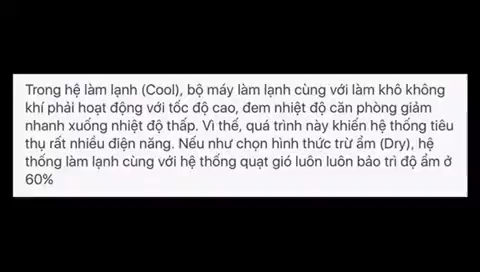 Trong hệ làm lạnh (Cool), bộ máy làm lạnh cùng với làm khô không
khí phải hoạt động với tốc độ cao, đem nhiệt độ căn phòng giảm
nhanh xuống nhiệt độ thấp. Vì thế, quá trình này khiến hệ thống tiêu
thụ rất nhiều điện năng. Nếu như chọn hình thức trừ ẩm (Dry), hệ
thống làm lạnh cùng với hệ thống quạt gió luôn luôn bảo trì độ ẩm ở
60%